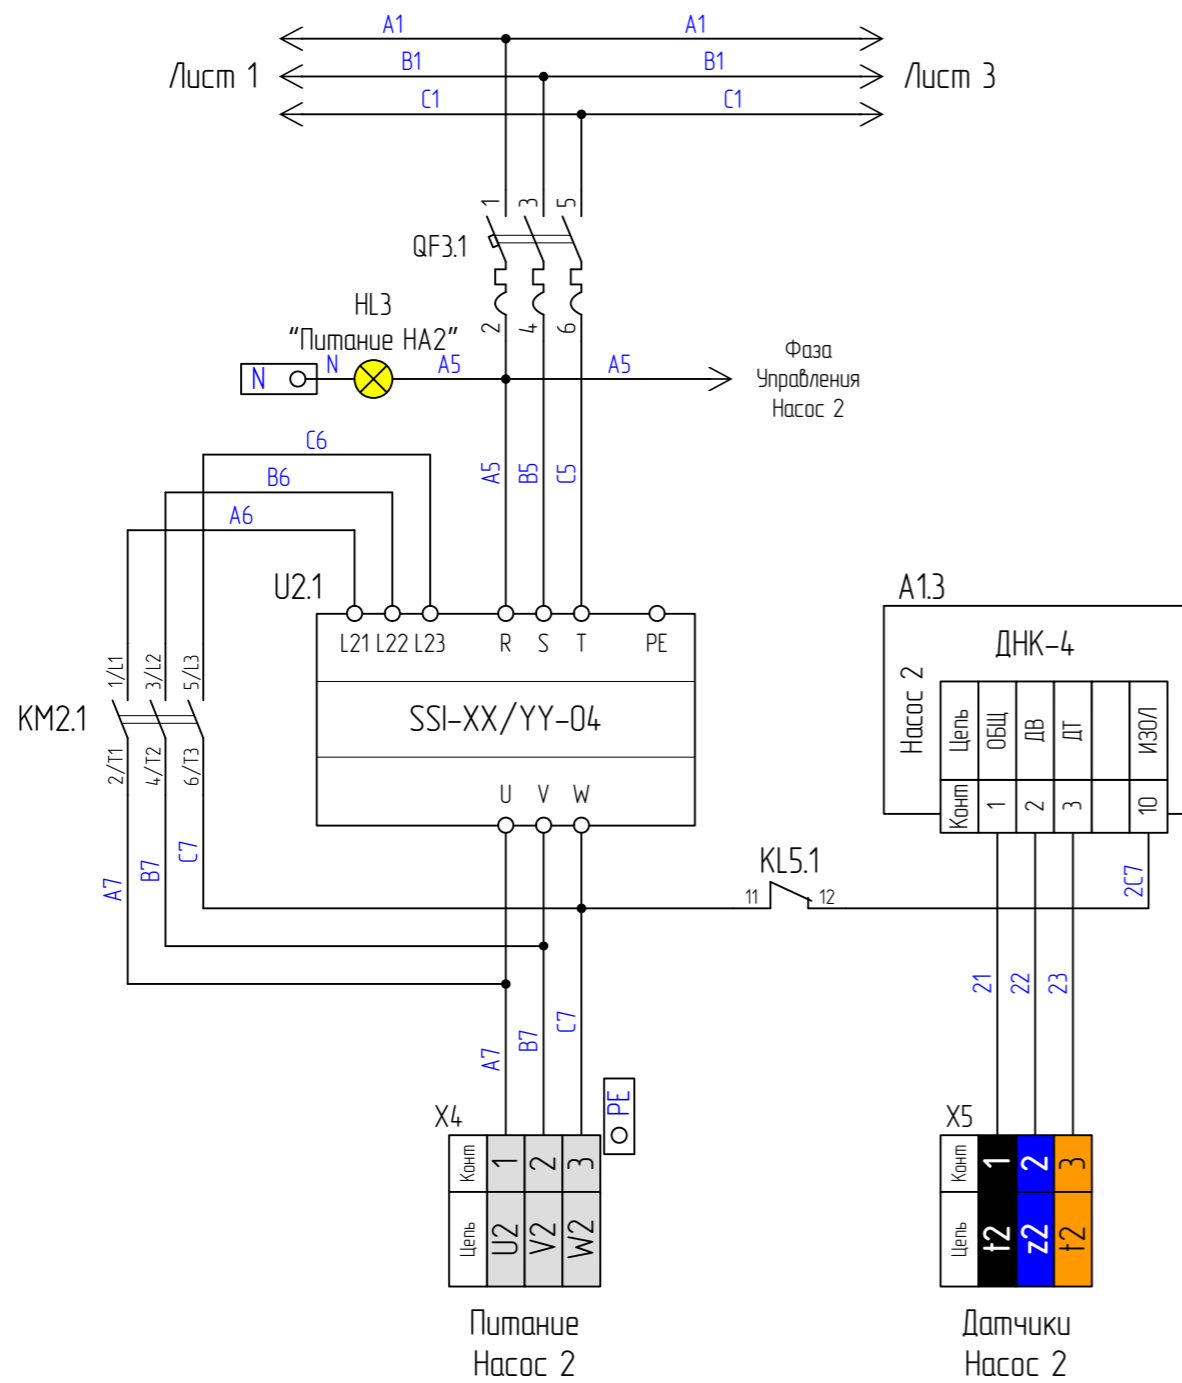 A1 A1
Лист 1 B1 B1 Лист 3
C1 C1
1 3 5
QF3.1
2 4 6
HL3
"Питание НА2"
N N A5 A5
Фаза
Управления
Насос 2
C6
B6
A6
A5 B5 C5
U2.1
L21 L22 L23 R S T PE
SSI-XX/YY-04
U V W
1/L1 3/L2 5/L3
KM2.1
2/T1 4/T2 6/T3
A7 B7 C7
A1.3
ДНК-4
Насос 2
Цепь ОБЩ ДВ ДТ ИЗОЛ
Конт 1 2 3 10
KL5.1
11 12
2C7
21 22 23
A7 B7 C7
PE
X4
Конт 1 2 3
Цепь U2 V2 W2
Питание
Насос 2
X5
Конт 1 2 3
Цепь t2 z2 t2
Датчики
Насос 2